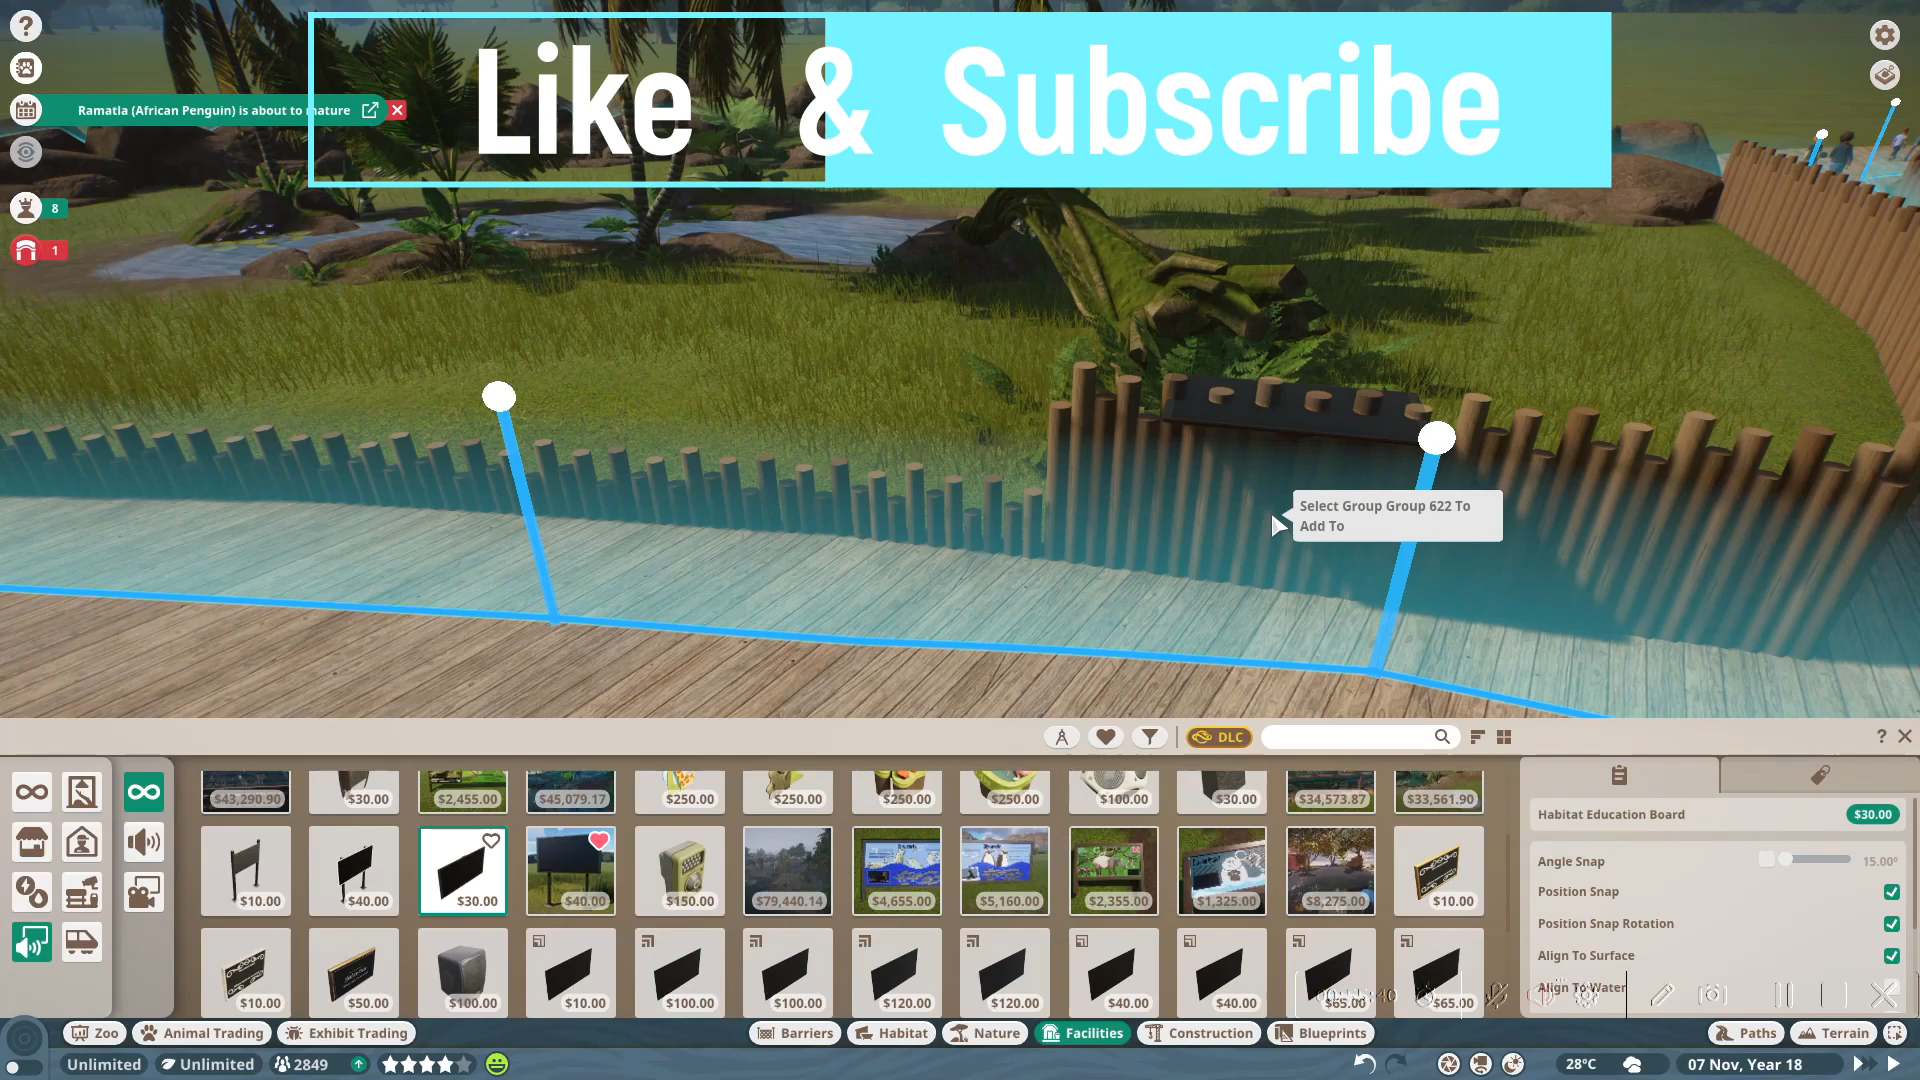 Like & Subscribe
?
Ramatla (African Penguin) is about to mature
8
1
Select Group Group 622 To
Add To
DLC
?
$43,290.90
$30.00
$2,455.00
$45,079.17
$250.00
$250.00
$250.00
$250.00
$100.00
$30.00
$34,573.87
$33,561.90
$10.00
$40.00
$30.00
$40.00
$150.00
$79,440.14
$4,655.00
$5,160.00
$2,355.00
$1,325.00
$8,275.00
$10.00
$10.00
$50.00
$100.00
$10.00
$100.00
$100.00
$120.00
$120.00
$40.00
$40.00
$65.00
$65.00
Habitat Education Board
$30.00
Angle Snap
15.00º
Position Snap
Position Snap Rotation
Align To Surface
Align To Water
Zoo
Animal Trading
Exhibit Trading
Barriers
Habitat
Nature
Facilities
Construction
Blueprints
Paths
Terrain
Unlimited
Unlimited
2849
28°C
07 Nov, Year 18